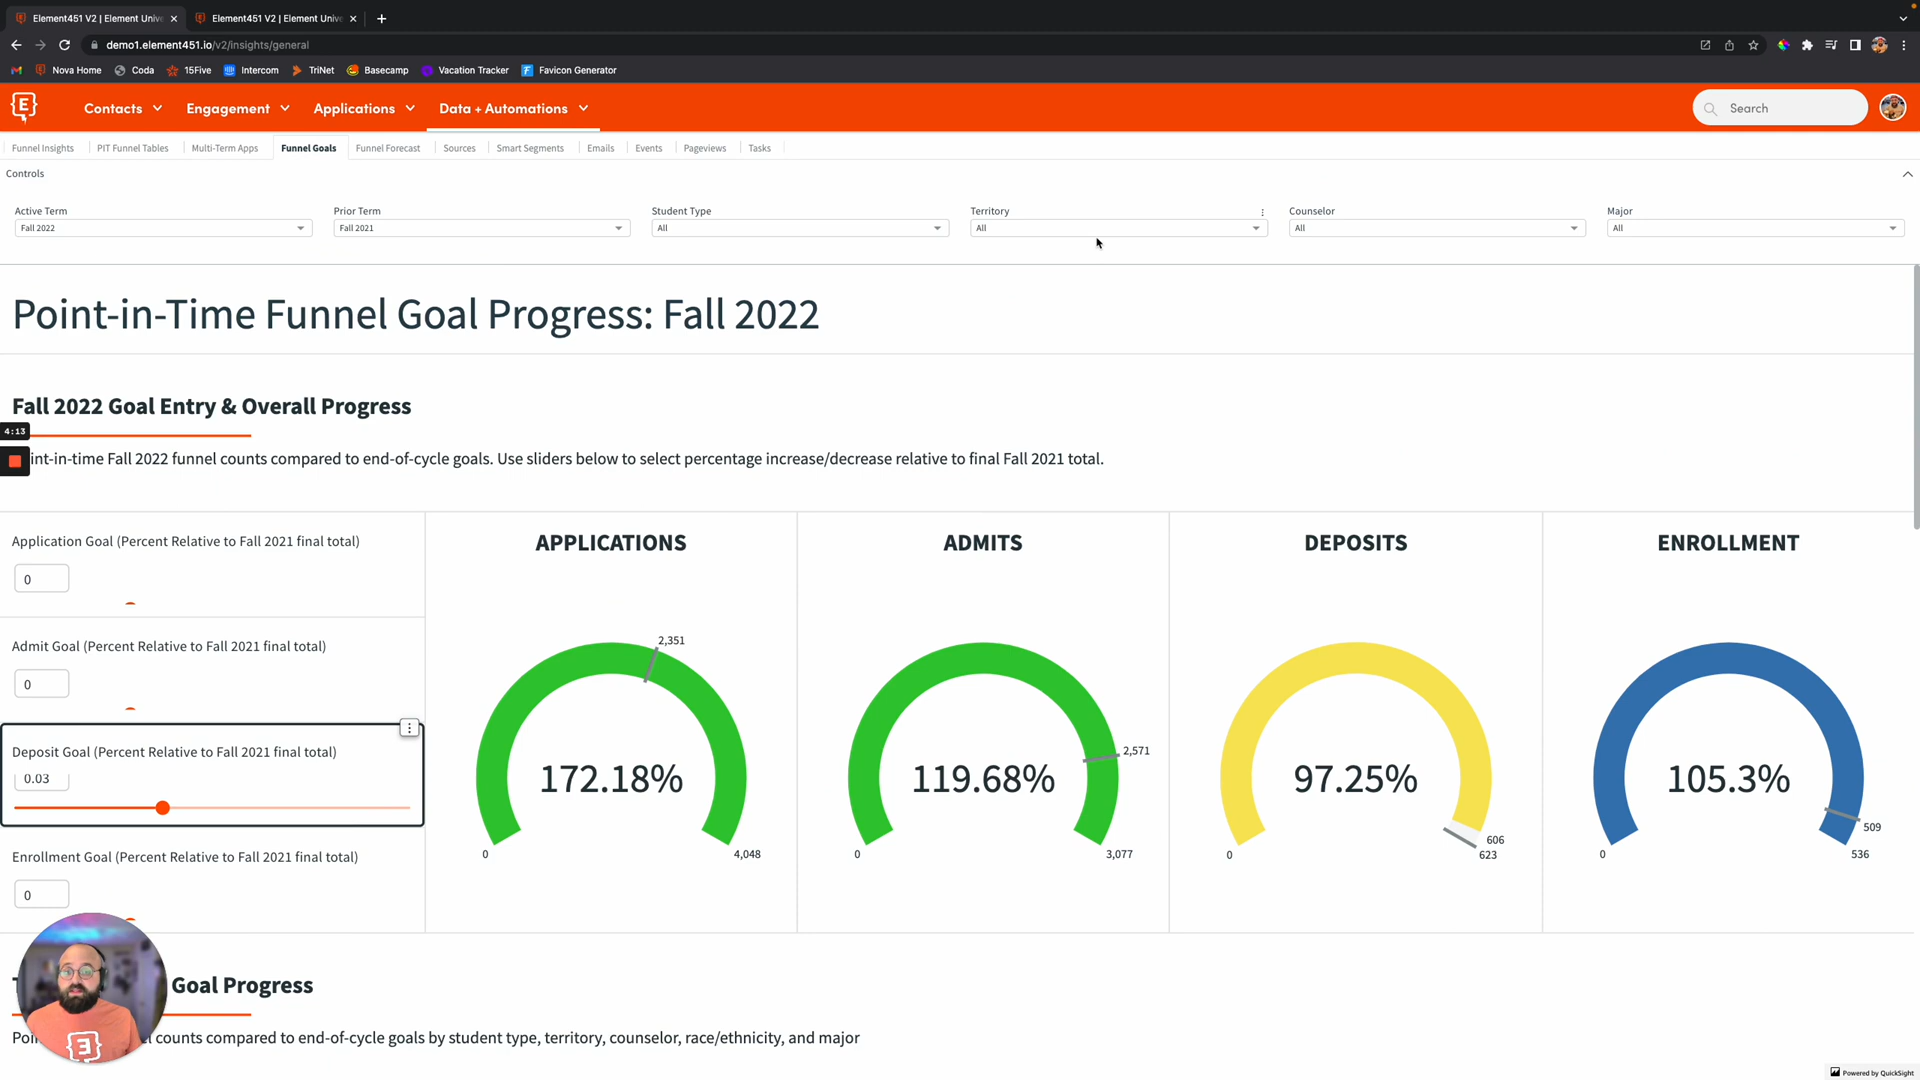 Element451 V2 | Element Unive
Element451 V2 | Element Unive
demo1.element451.io/v2/insights/general
Nova Home
Coda
15Five
Intercom
TriNet
Basecamp
Vacation Tracker
Favicon Generator
Contacts
Engagement
Applications
Data + Automations
Search
Funnel Insights
PIT Funnel Tables
Multi-Term Apps
Funnel Goals
Funnel Forecast
Sources
Smart Segments
Emails
Events
Pageviews
Tasks
Controls
Active Term
Prior Term
Student Type
Territory
Counselor
Major
Fall 2022
Fall 2021
All
All
All
All
Point-in-Time Funnel Goal Progress: Fall 2022
Fall 2022 Goal Entry & Overall Progress
4:13
int-in-time Fall 2022 funnel counts compared to end-of-cycle goals. Use sliders below to select percentage increase/decrease relative to final Fall 2021 total.
Application Goal (Percent Relative to Fall 2021 final total)
0
Admit Goal (Percent Relative to Fall 2021 final total)
0
Deposit Goal (Percent Relative to Fall 2021 final total)
0.03
Enrollment Goal (Percent Relative to Fall 2021 final total)
0
APPLICATIONS
2,351
172.18%
0
4,048
ADMITS
2,571
119.68%
0
3,077
DEPOSITS
97.25%
606
0
623
ENROLLMENT
105.3%
509
0
536
Goal Progress
counts compared to end-of-cycle goals by student type, territory, counselor, race/ethnicity, and major
Powered by QuickSight